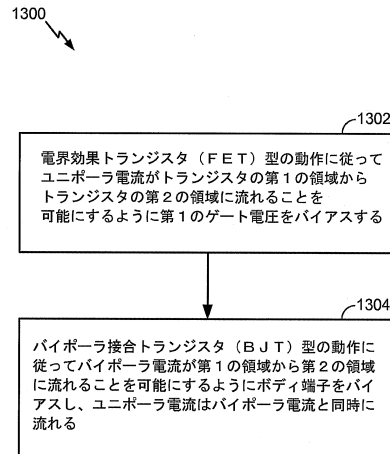 1300
1302
電界効果トランジスタ（ＦＥＴ）型の動作に従って
ユニポーラ電流がトランジスタの第１の領域から
トランジスタの第２の領域に流れることを
可能にするように第１のゲート電圧をバイアスする
1304
バイポーラ接合トランジスタ（ＢＪＴ）型の動作に
従ってバイポーラ電流が第１の領域から第２の領域
に流れることを可能にするようにボディ端子をバ
イアスし、ユニポーラ電流はバイポーラ電流と同時に
流れる